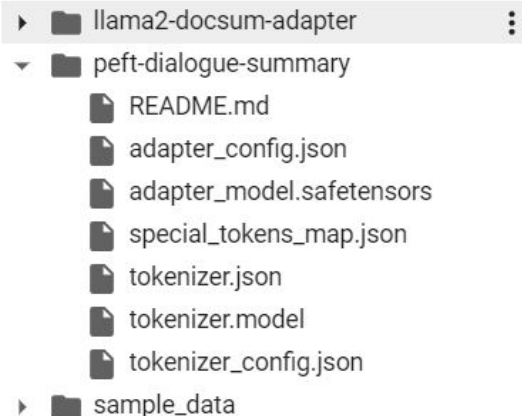 llama2-docsum-adapter
peft-dialogue-summary
README.md
adapter_config.json
adapter_model.safetensors
special_tokens_map.json
tokenizer.json
tokenizer.model
tokenizer_config.json
sample_data